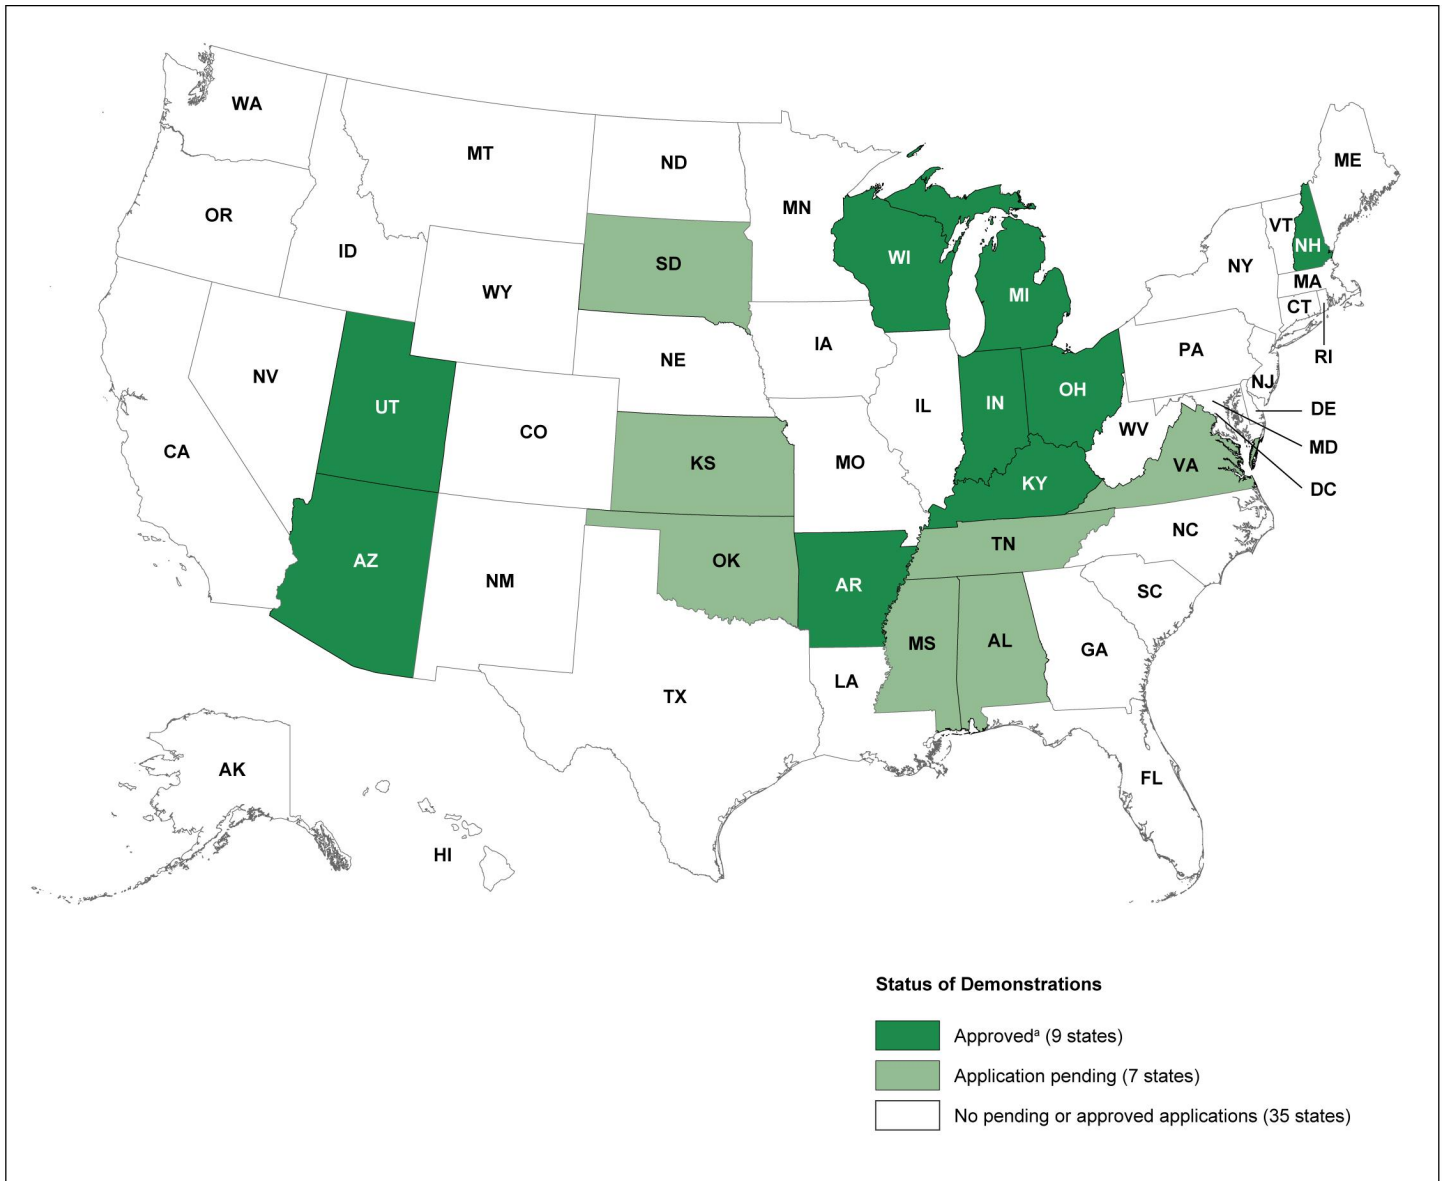 WA
MT
ND
ME
OR
MN
VT
NH
ID
SD
WI
NY
MA
WY
MI
CT
IA
PA
RI
NE
NV
NJ
UT
OH
IN
IL
DE
CO
WV
MD
CA
KS
MO
VA
KY
DC
NC
TN
AZ
OK
NM
AR
SC
MS
AL
GA
LA
TX
AK
FL
HI
Status of Demonstrations
Approvedᵃ (9 states)
Application pending (7 states)
No pending or approved applications (35 states)